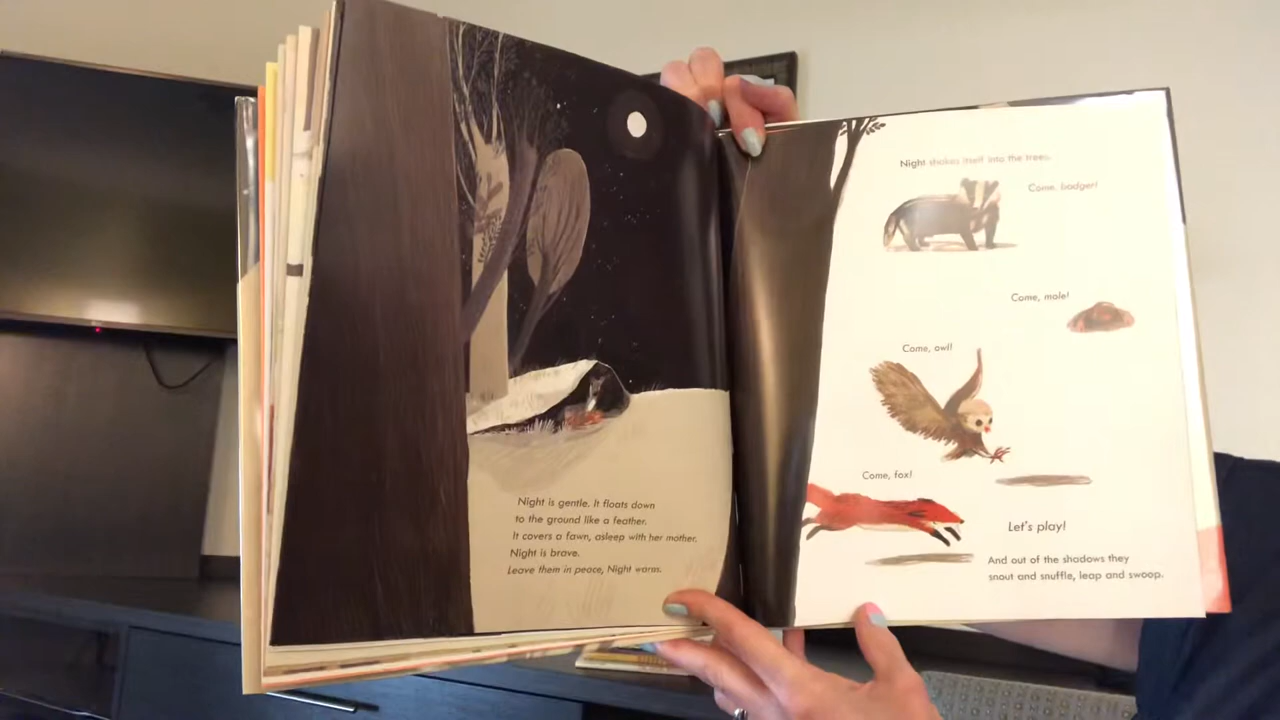 Night is gentle. It floats down
to the ground like a feather.
It covers a fawn, asleep with her mother.
Night is brave.
Leave them in peace, Night warns.
Night shakes itself into the trees.
Come, badger!
Come, mole!
Come, owl!
Come, fox!
Let's play!
And out of the shadows they
snout and snuffle, leap and swoop.